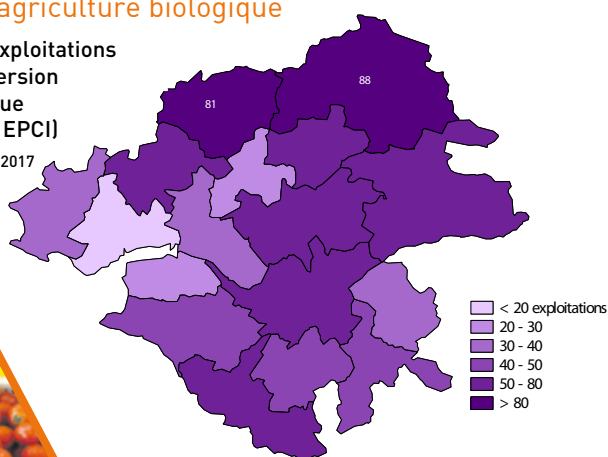 agriculture biologique
xploitations
ersion
ue
EPCI)
2017
88
81
< 20 exploitations
20 - 30
30 - 40
40 - 50
50 - 80
> 80